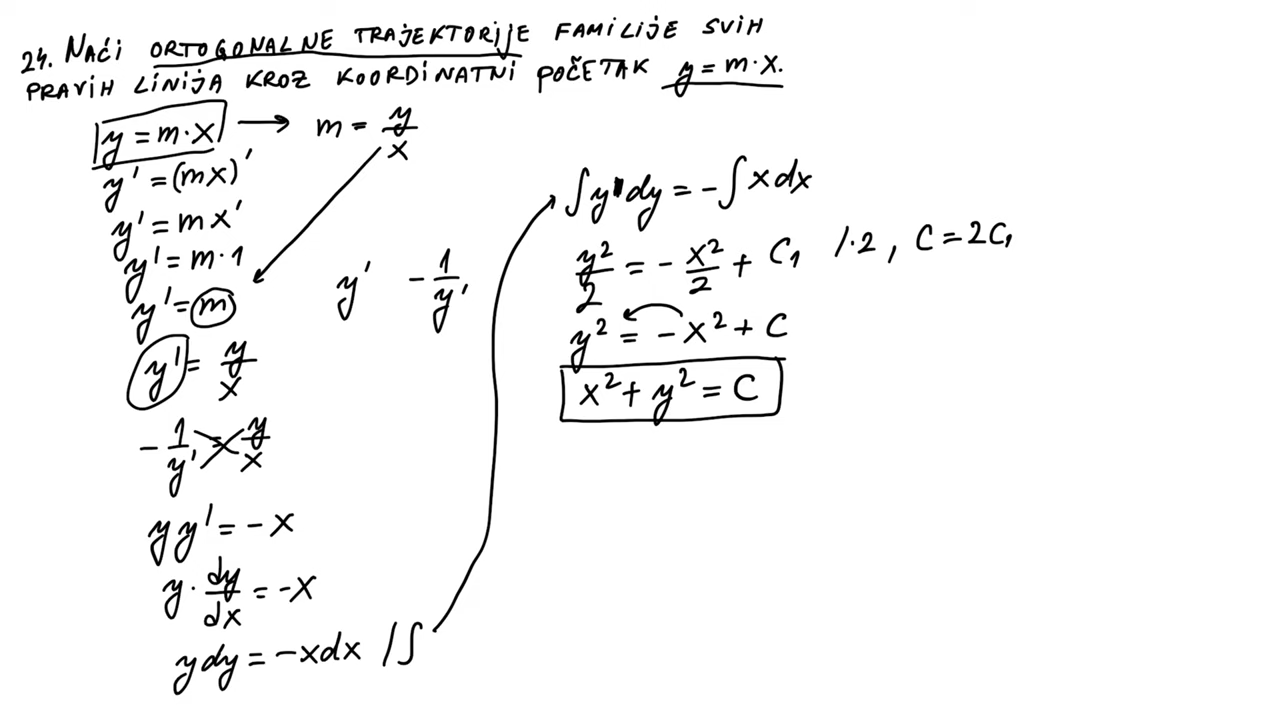 24. NAĆI ORTOGONALNE TRAJEKTORIJE FAMILIJE SVIH
PRAVIH LINIJA KROZ KOORDINATNI POČETAK y = m·x.
y = m·x → m = y/x
y' = (mx)'
y' = mx'
y' = m·1
y' = m
y' = y/x
y' -1/y'
-1/y' = y/x
yy' = -x
y · dy/dx = -x
ydy = -xdx /∫
∫y·dy = -∫xdx
y²/2 = -x²/2 + C₁ /·2, C = 2C₁
y² = -x² + C
x² + y² = C